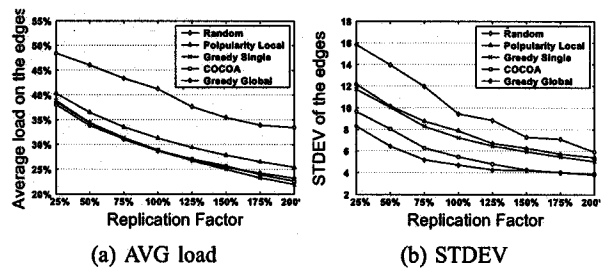 Average load on the edges
55%
50%
45%
40%
35%
30%
25%
20%
Random
Polpularity Local
Greedy Single
COCOA
Greedy Global
25% 50% 75% 100% 125% 150% 175% 200%
Replication Factor
(a) AVG load
STDEV of the edges
18
16
14
12
10
8
6
4
2
Random
Polpularity Local
Greedy Single
COCOA
Greedy Global
25% 50% 75% 100% 125% 150% 175% 200%
Replication Factor
(b) STDEV